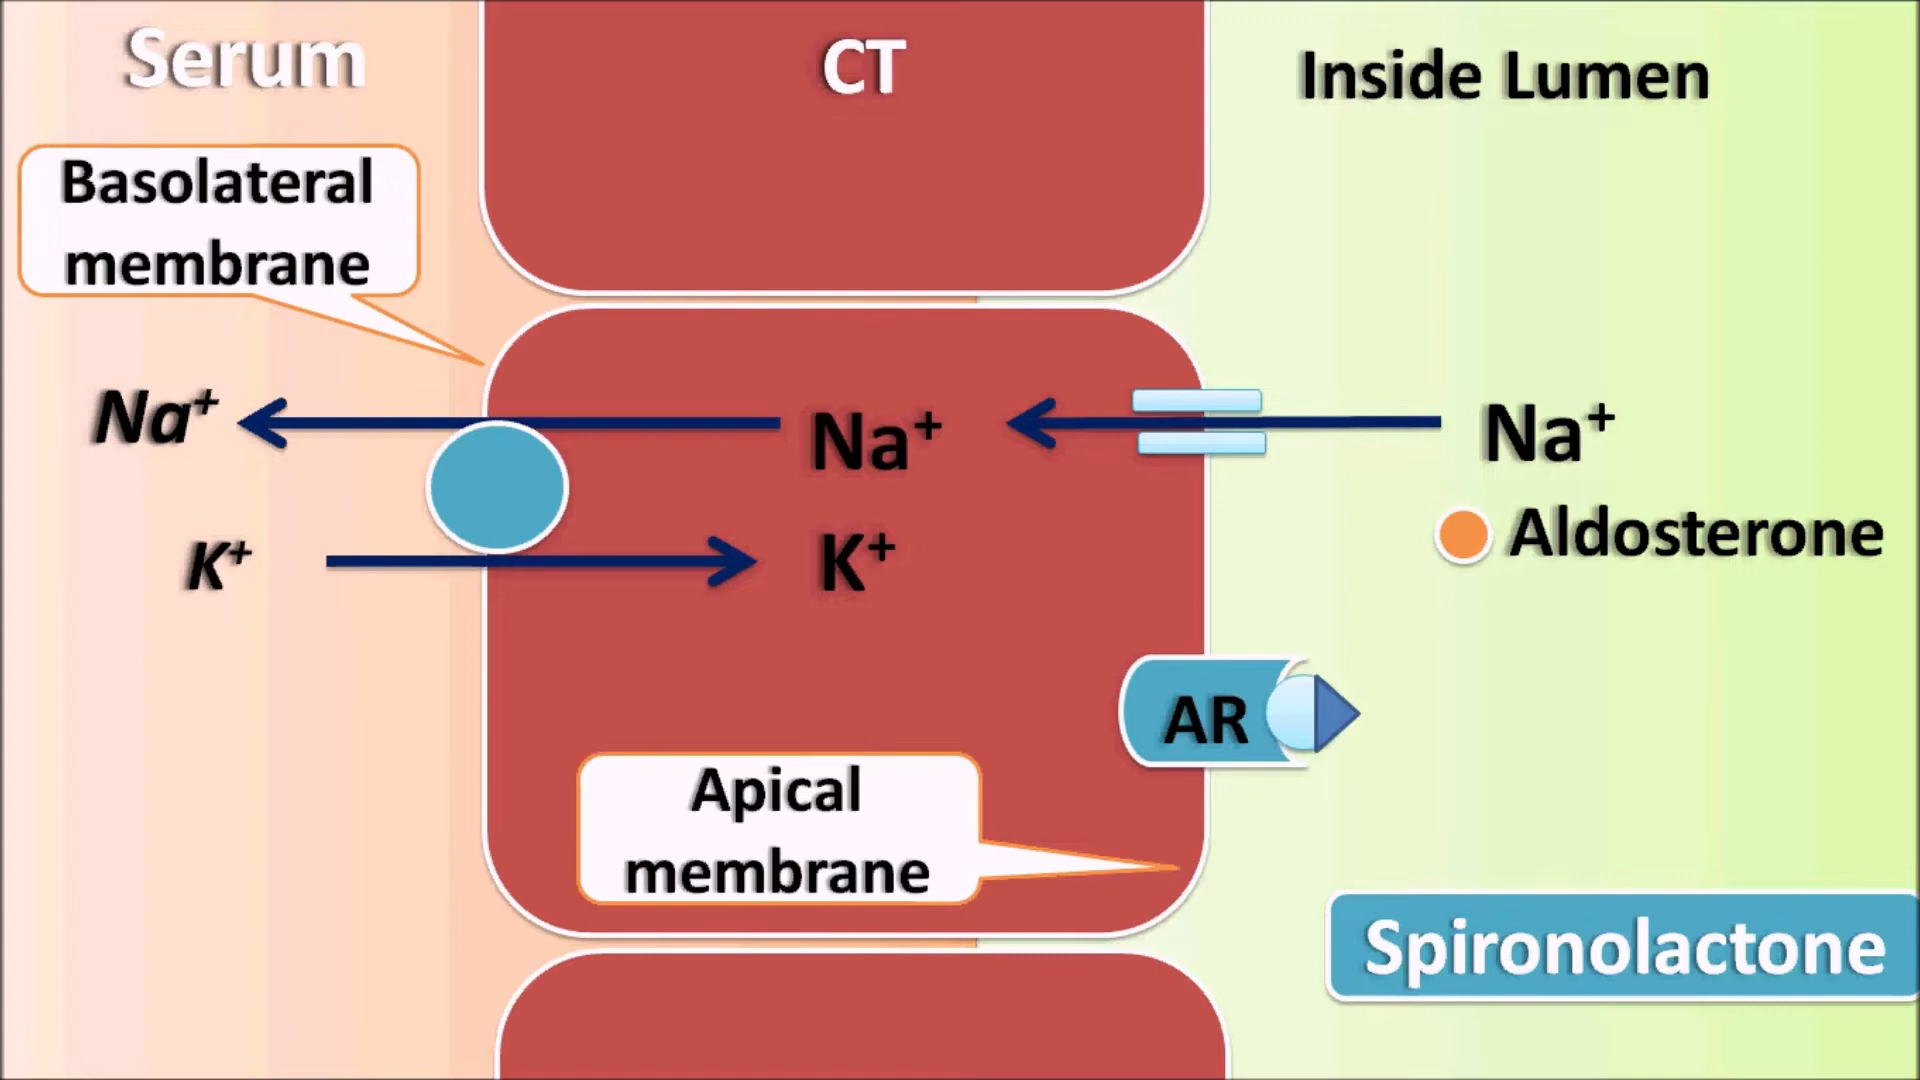 Serum
CT
Inside Lumen
Basolateral
membrane
Na⁺
Na⁺
Na⁺
K⁺
K⁺
Aldosterone
AR
Apical
membrane
Spironolactone